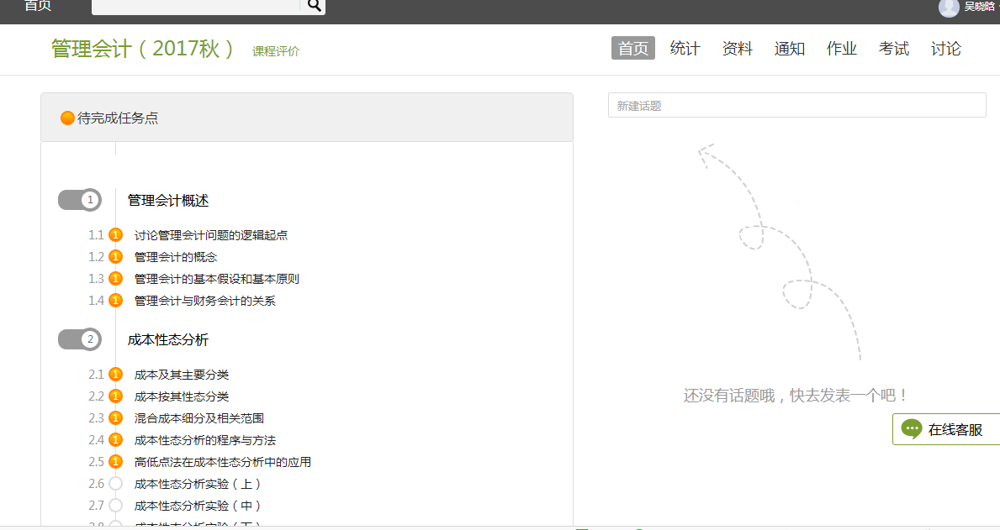 首页
吴晓晗
管理会计（2017秋） 课程评价
首页 统计 资料 通知 作业 考试 讨论
待完成任务点
1 管理会计概述
1.1 1 讨论管理会计问题的逻辑起点
1.2 1 管理会计的概念
1.3 1 管理会计的基本假设和基本原则
1.4 1 管理会计与财务会计的关系
2 成本性态分析
2.1 1 成本及其主要分类
2.2 1 成本按其性态分类
2.3 1 混合成本细分及相关范围
2.4 1 成本性态分析的程序与方法
2.5 1 高低点法在成本性态分析中的应用
2.6 成本性态分析实验（上）
2.7 成本性态分析实验（中）
2.8 成本性态分析实验（下）
新建话题
还没有话题哦，快去发表一个吧！
在线客服